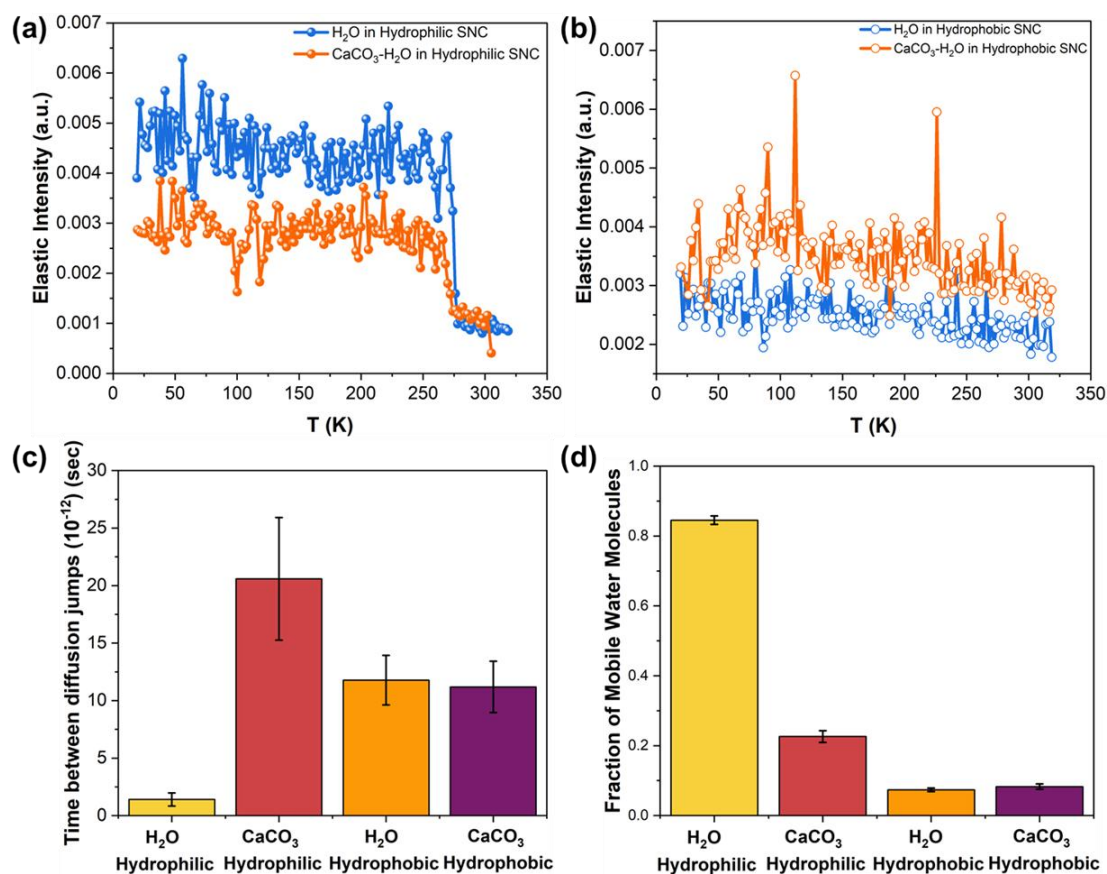 (a)
H₂O in Hydrophilic SNC
CaCO₃-H₂O in Hydrophilic SNC
0.007
0.006
0.005
0.004
0.003
0.002
0.001
0.000
Elastic Intensity (a.u.)
0 50 100 150 200 250 300 350
T (K)
(b)
H₂O in Hydrophobic SNC
CaCO₃-H₂O in Hydrophobic SNC
0.007
0.006
0.005
0.004
0.003
0.002
Elastic Intensity (a.u.)
0 50 100 150 200 250 300 350
T (K)
(c)
30
25
20
15
10
5
0
Time between diffusion jumps (10⁻¹²) (sec)
H₂O CaCO₃ H₂O CaCO₃
Hydrophilic Hydrophilic Hydrophobic Hydrophobic
(d)
1.0
0.8
0.6
0.4
0.2
0.0
Fraction of Mobile Water Molecules
H₂O CaCO₃ H₂O CaCO₃
Hydrophilic Hydrophilic Hydrophobic Hydrophobic